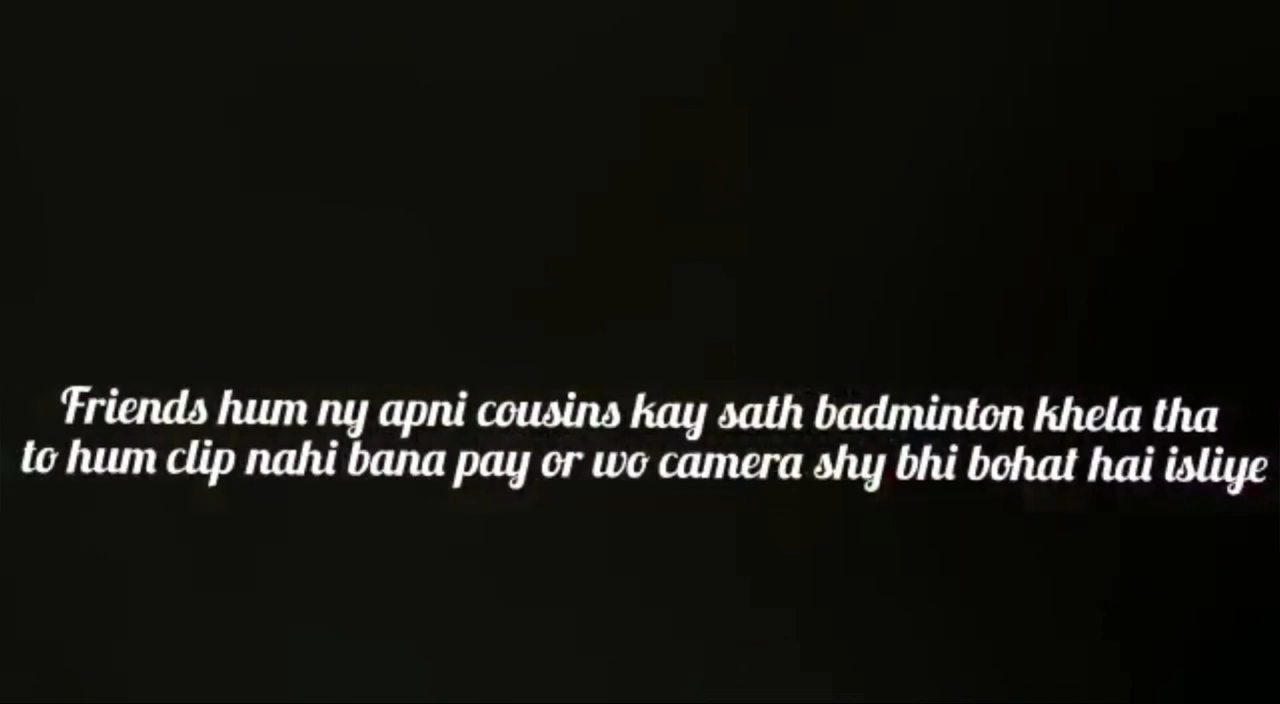 Friends hum ny apni cousins kay sath badminton khela tha
to hum clip nahi bana pay or wo camera shy bhi bohat hai isliye